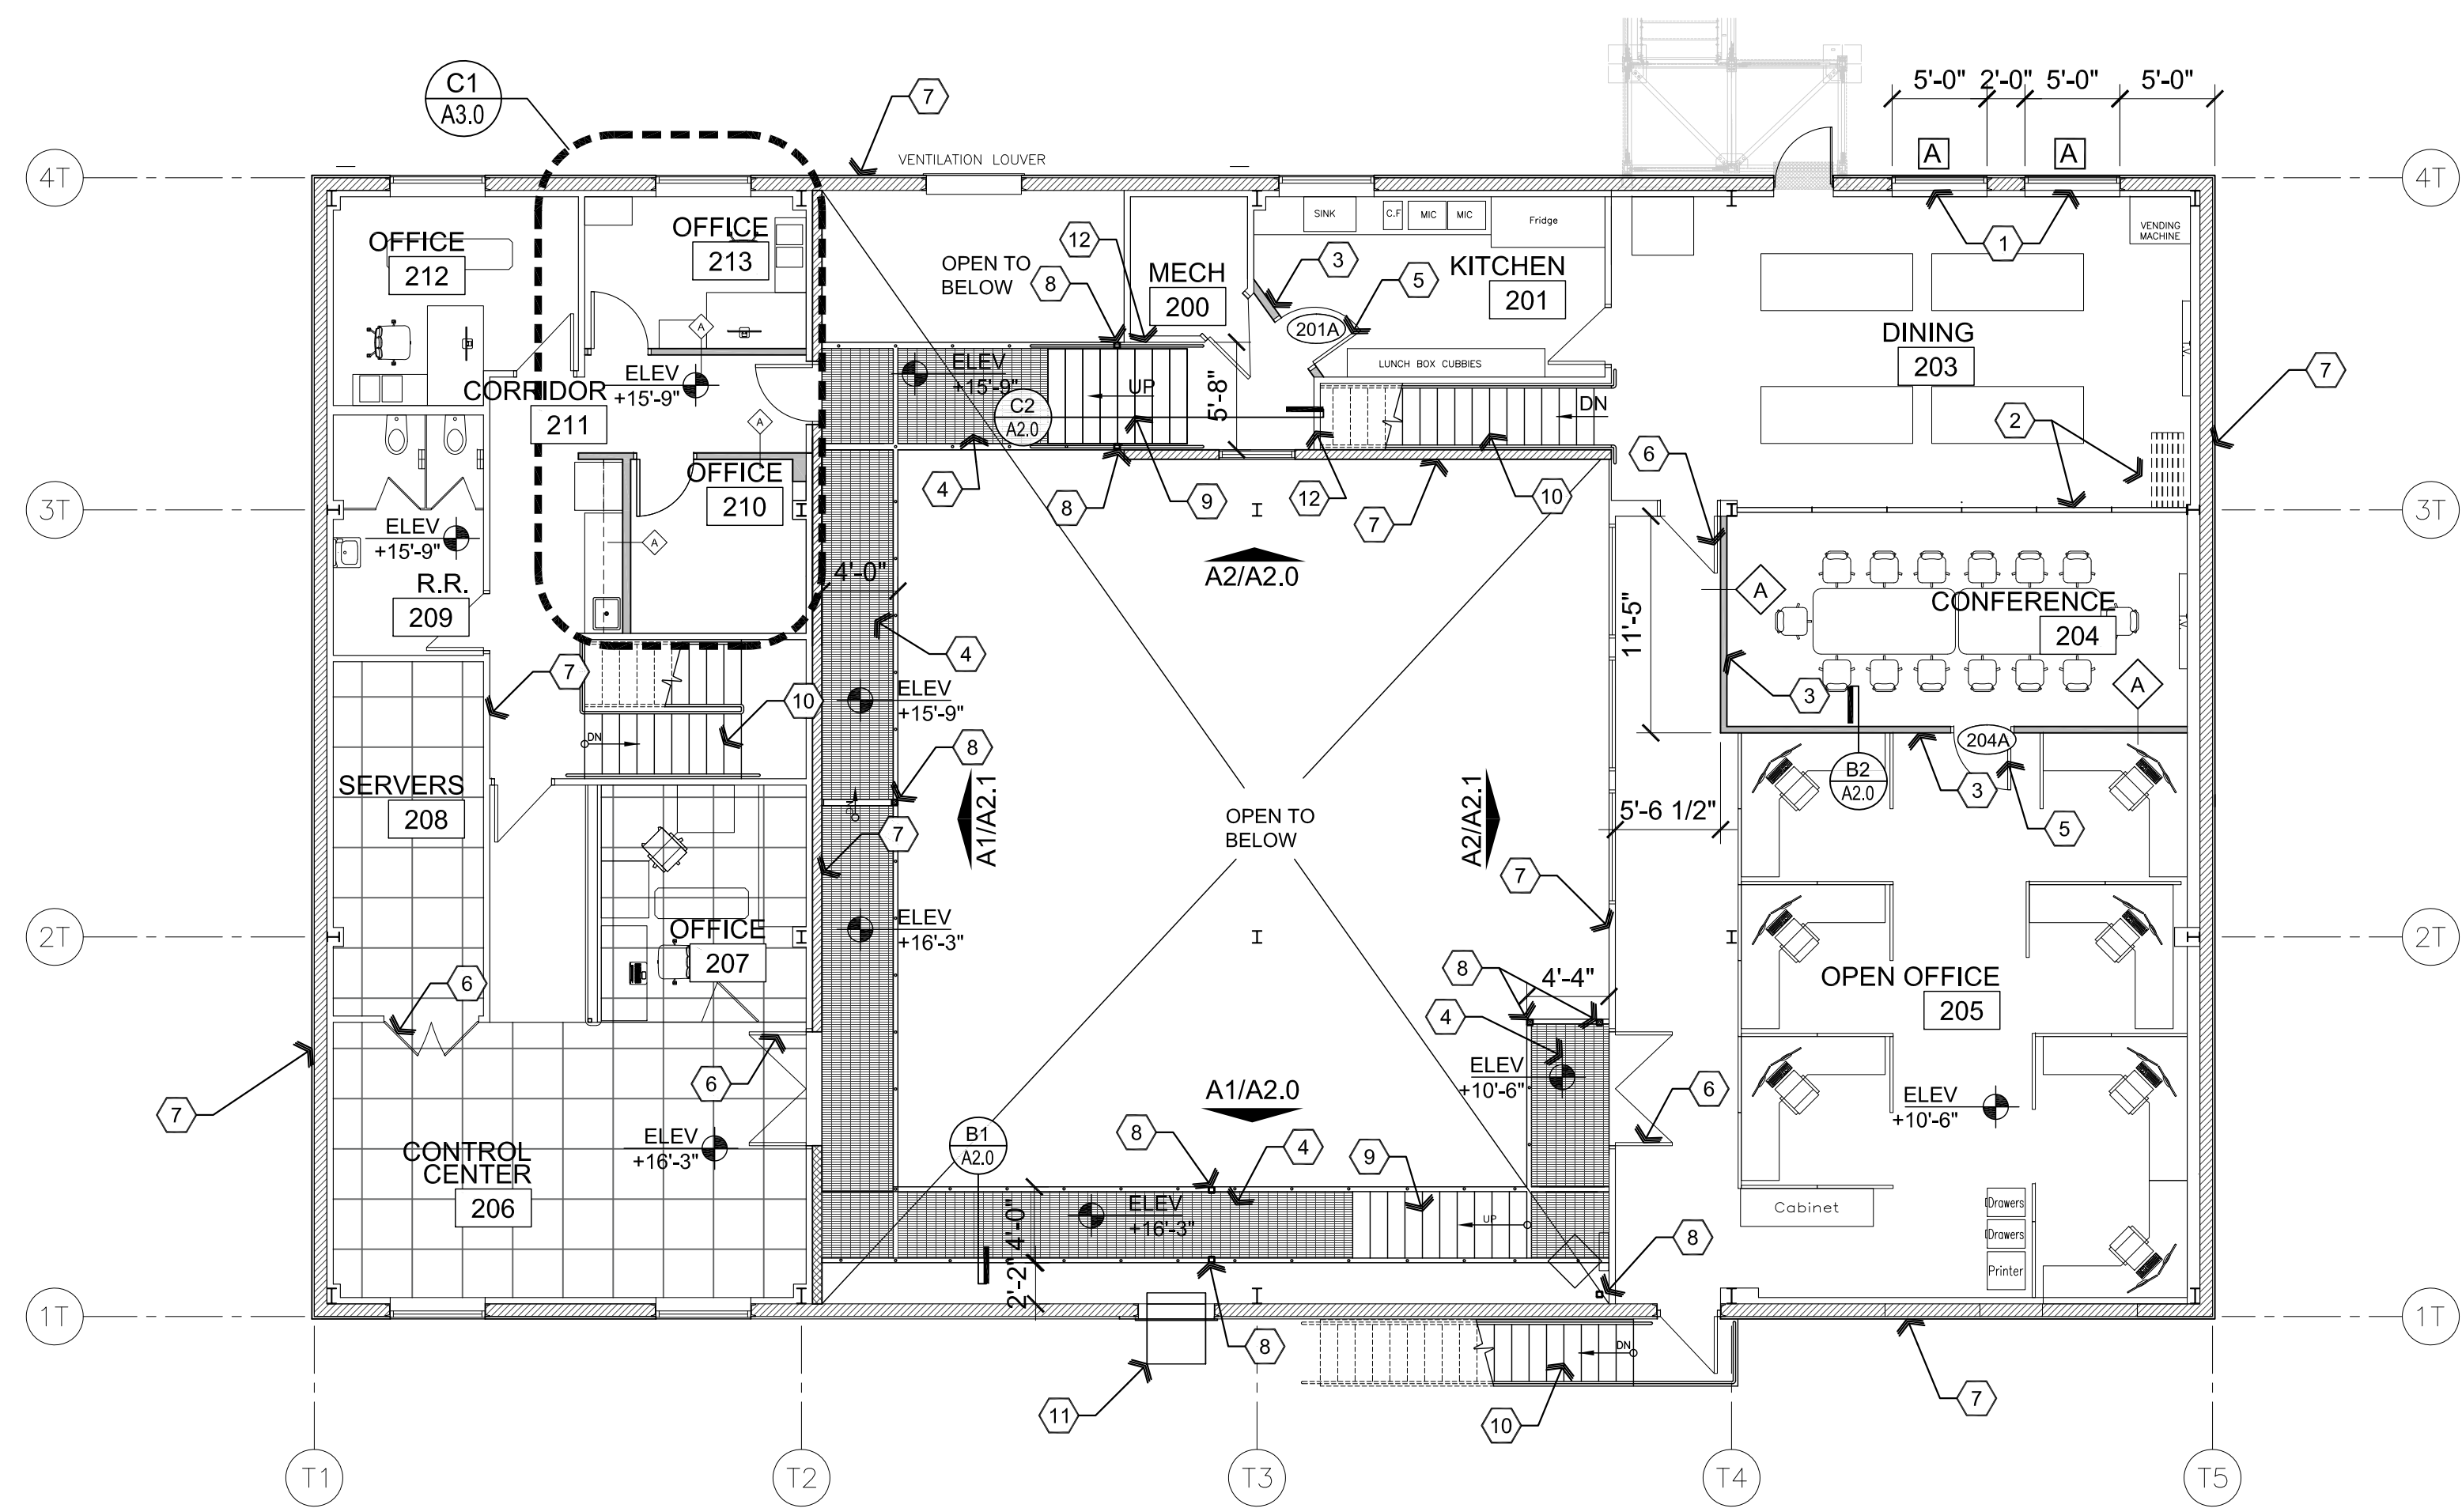 5'-0" 2'-0" 5'-0" 5'-0"
C1
A3.0
7
VENTILATION LOUVER
A
A
4T
4T
SINK
C.F
MIC
MIC
Fridge
VENDING
MACHINE
OFFICE
212
OFFICE
213
OPEN TO
BELOW
12
8
MECH
200
3
5
KITCHEN
201
1
201A
A
DINING
203
TV
LUNCH BOX CUBBIES
7
CORRIDOR
211
ELEV
+15'-9"
ELEV
+15'-9"
UP
5'-8"
C2
A2.0
DN
A
2
6
OFFICE
210
4
8
9
12
10
7
3T
3T
ELEV
+15'-9"
A
R.R.
209
4'-0"
A2/A2.0
11'-5"
A
CONFERENCE
204
TV
4
7
10
3
A
ELEV
+15'-9"
DN
8
204A
B2
A2.0
3
5
SERVERS
208
A1/A2.1
A2/A2.1
OPEN TO
BELOW
5'-6 1/2"
7
7
OFFICE
207
ELEV
+16'-3"
2T
2T
6
8
4'-4"
4
OPEN OFFICE
205
7
6
ELEV
+10'-6"
6
ELEV
+10'-6"
A1/A2.0
B1
A2.0
8
4
9
CONTROL
CENTER
206
ELEV
+16'-3"
4'-0"
2'-2"
ELEV
+16'-3"
UP
8
Cabinet
Drawers
Drawers
Printer
1T
1T
8
DN
11
10
7
T1
T2
T3
T4
T5